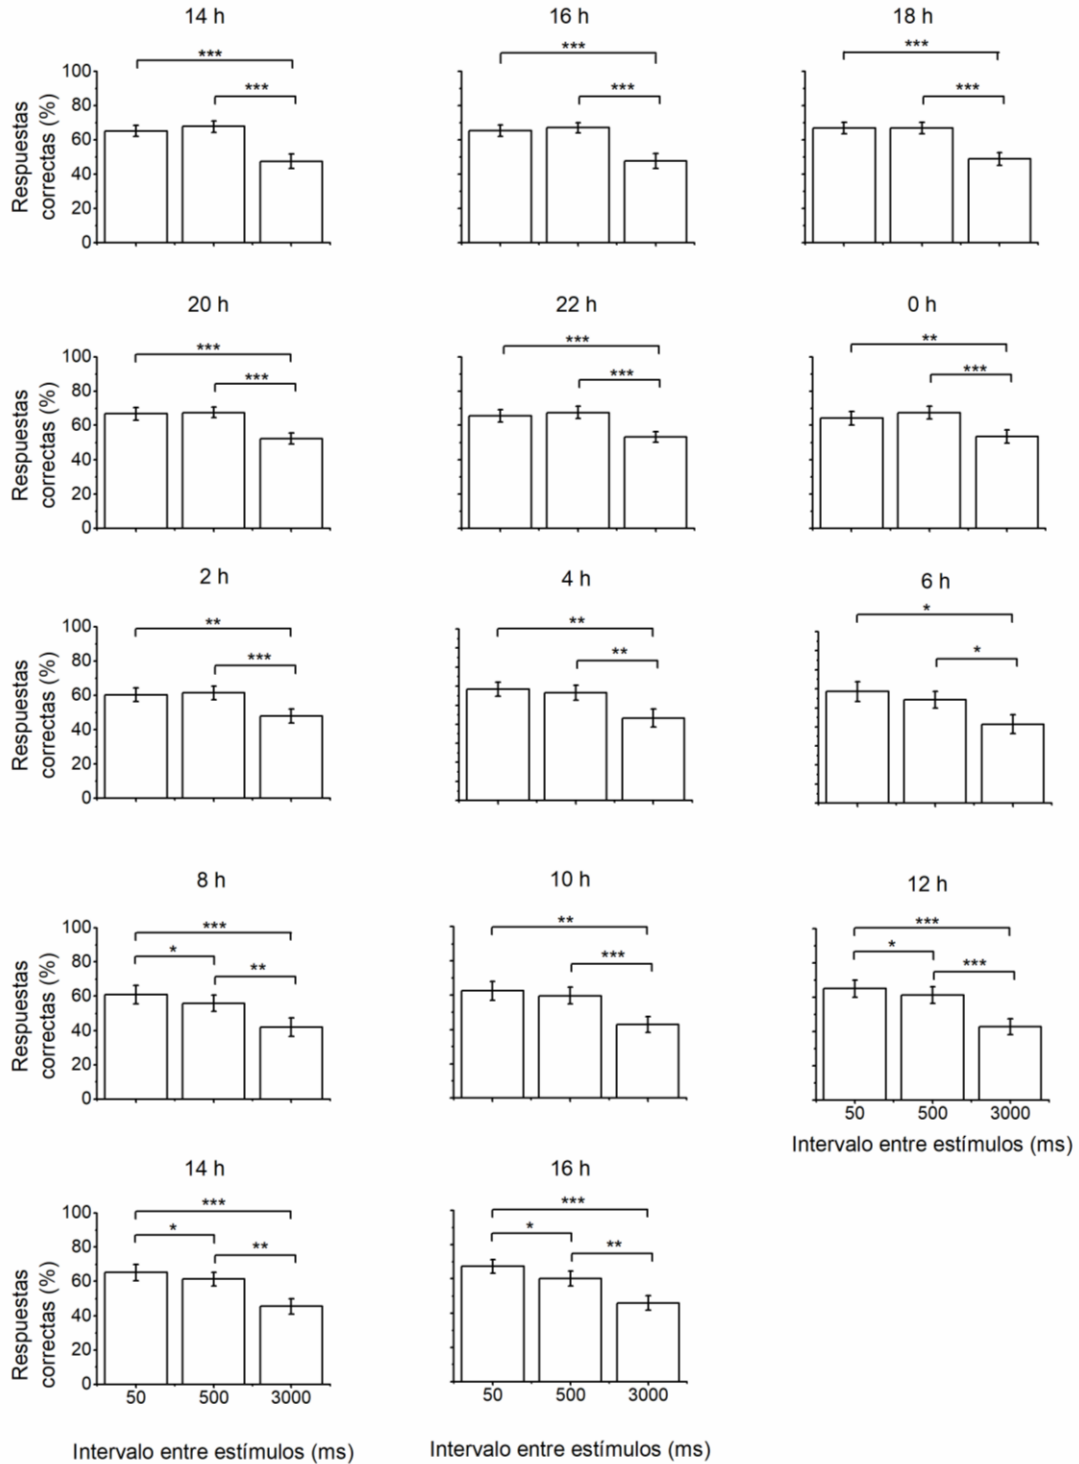 14 h
16 h
18 h
***
***
***
***
***
***
100
80
60
40
20
0
Respuestas
correctas (%)
20 h
22 h
0 h
***
***
**
***
***
***
100
80
60
40
20
0
Respuestas
correctas (%)
2 h
4 h
6 h
**
**
*
***
**
*
100
80
60
40
20
0
Respuestas
correctas (%)
8 h
10 h
12 h
***
*
**
**
***
***
*
***
100
80
60
40
20
0
Respuestas
correctas (%)
50 500 3000
Intervalo entre estímulos (ms)
14 h
16 h
***
*
**
***
*
**
100
80
60
40
20
0
Respuestas
correctas (%)
50 500 3000
50 500 3000
Intervalo entre estímulos (ms)
Intervalo entre estímulos (ms)